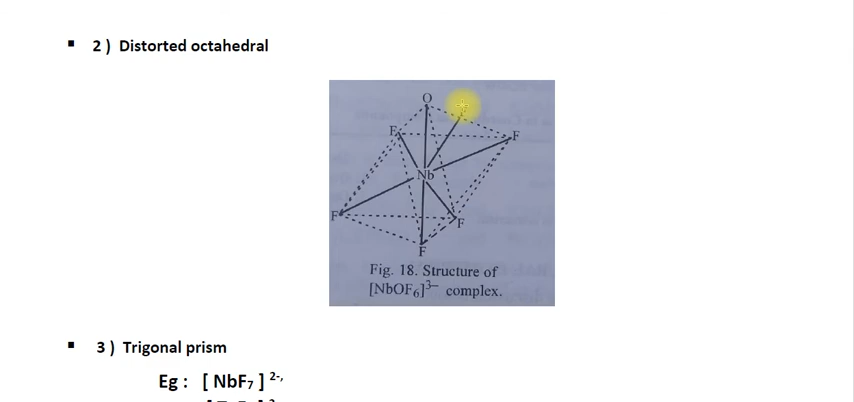 ▪ 2 ) Distorted octahedral
O
F
F
Nb
F
F
F
Fig. 18. Structure of
[NbOF6]3– complex.
▪ 3 ) Trigonal prism
Eg : [ NbF7 ] 2-,